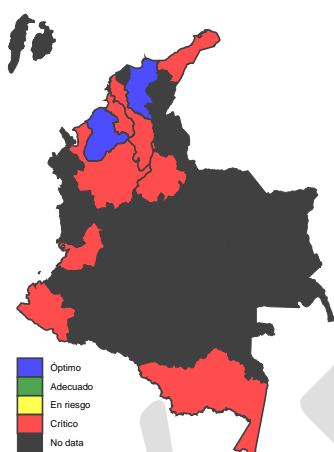 Óptimo
Adecuado
En riesgo
Crítico
No data